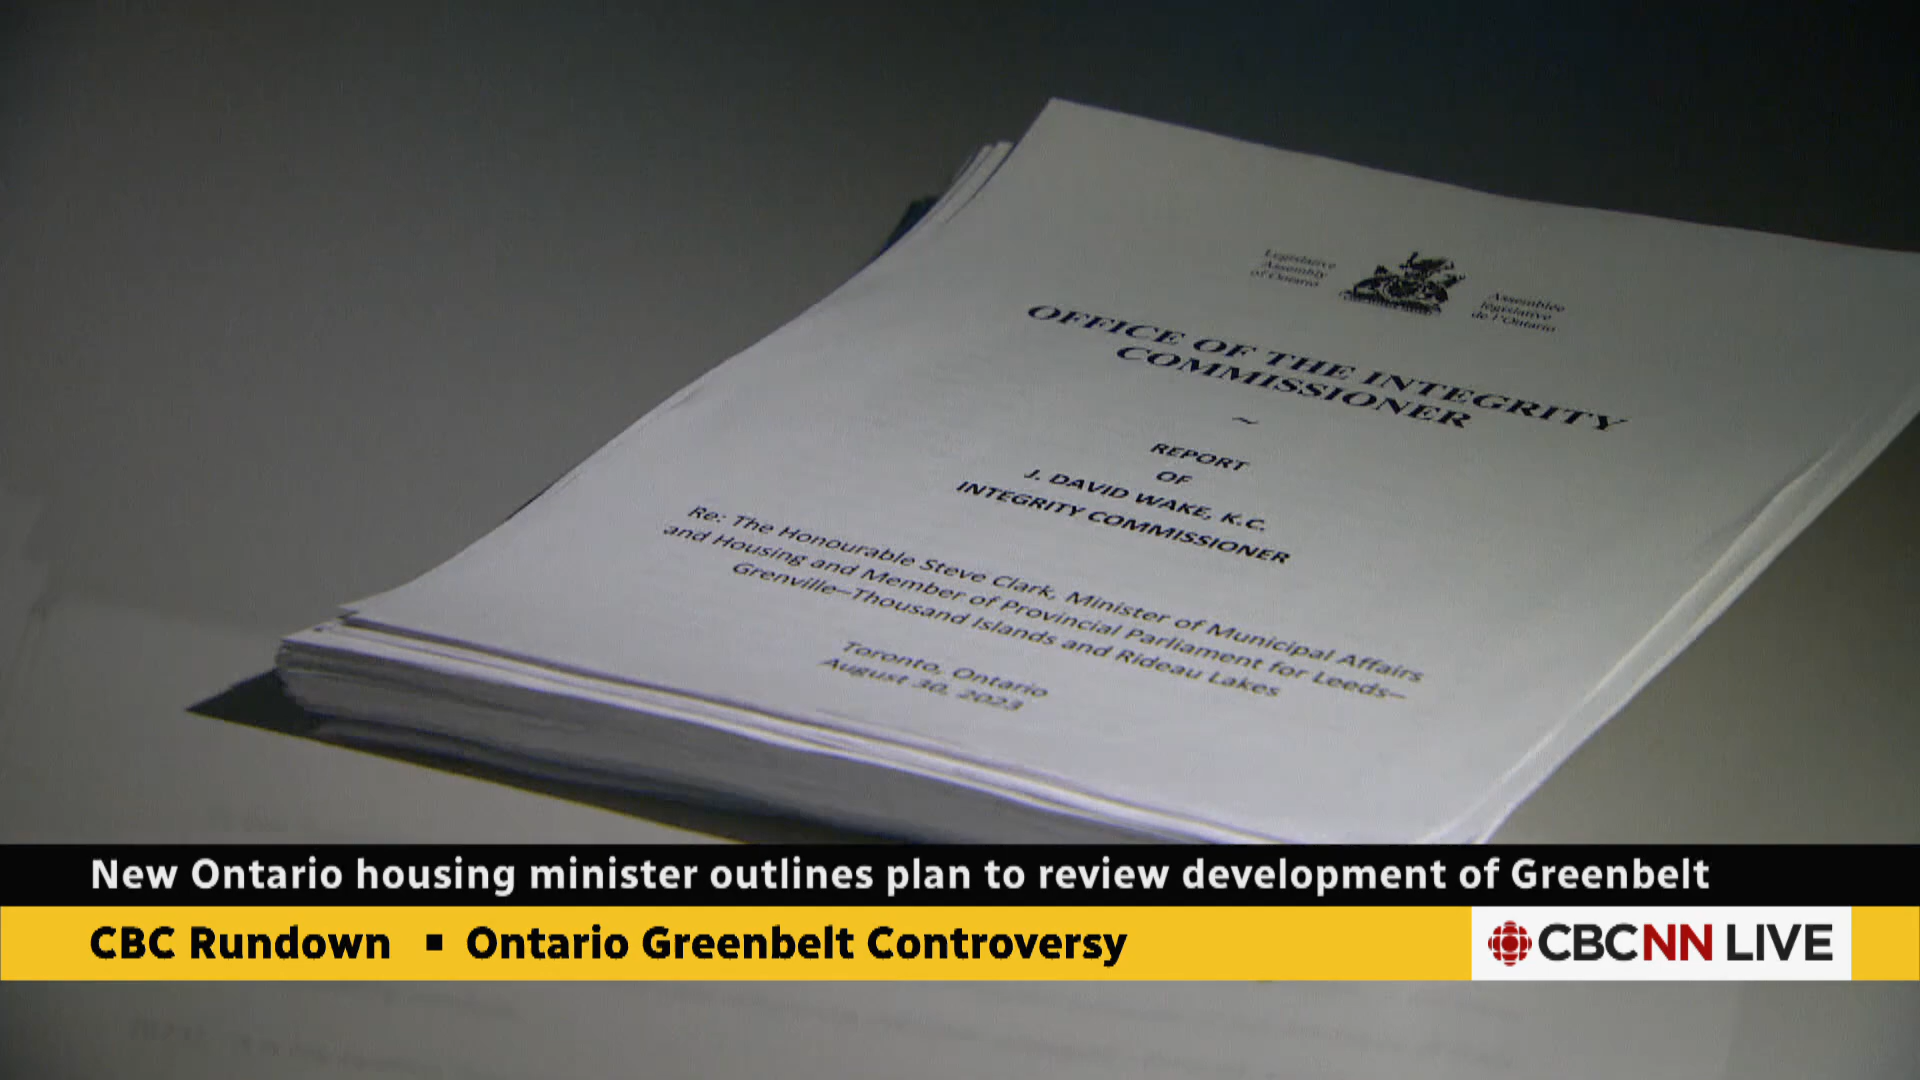 Legislative
Assembly
of Ontario
Assemblée
législative
de l'Ontario
OFFICE OF THE INTEGRITY
COMMISSIONER
~
REPORT
OF
J. DAVID WAKE, K.C.
INTEGRITY COMMISSIONER
Re: The Honourable Steve Clark, Minister of Municipal Affairs
and Housing and Member of Provincial Parliament for Leeds–
Grenville–Thousand Islands and Rideau Lakes
Toronto, Ontario
August 30, 2023
New Ontario housing minister outlines plan to review development of Greenbelt
CBC Rundown ▪ Ontario Greenbelt Controversy
CBCNN LIVE